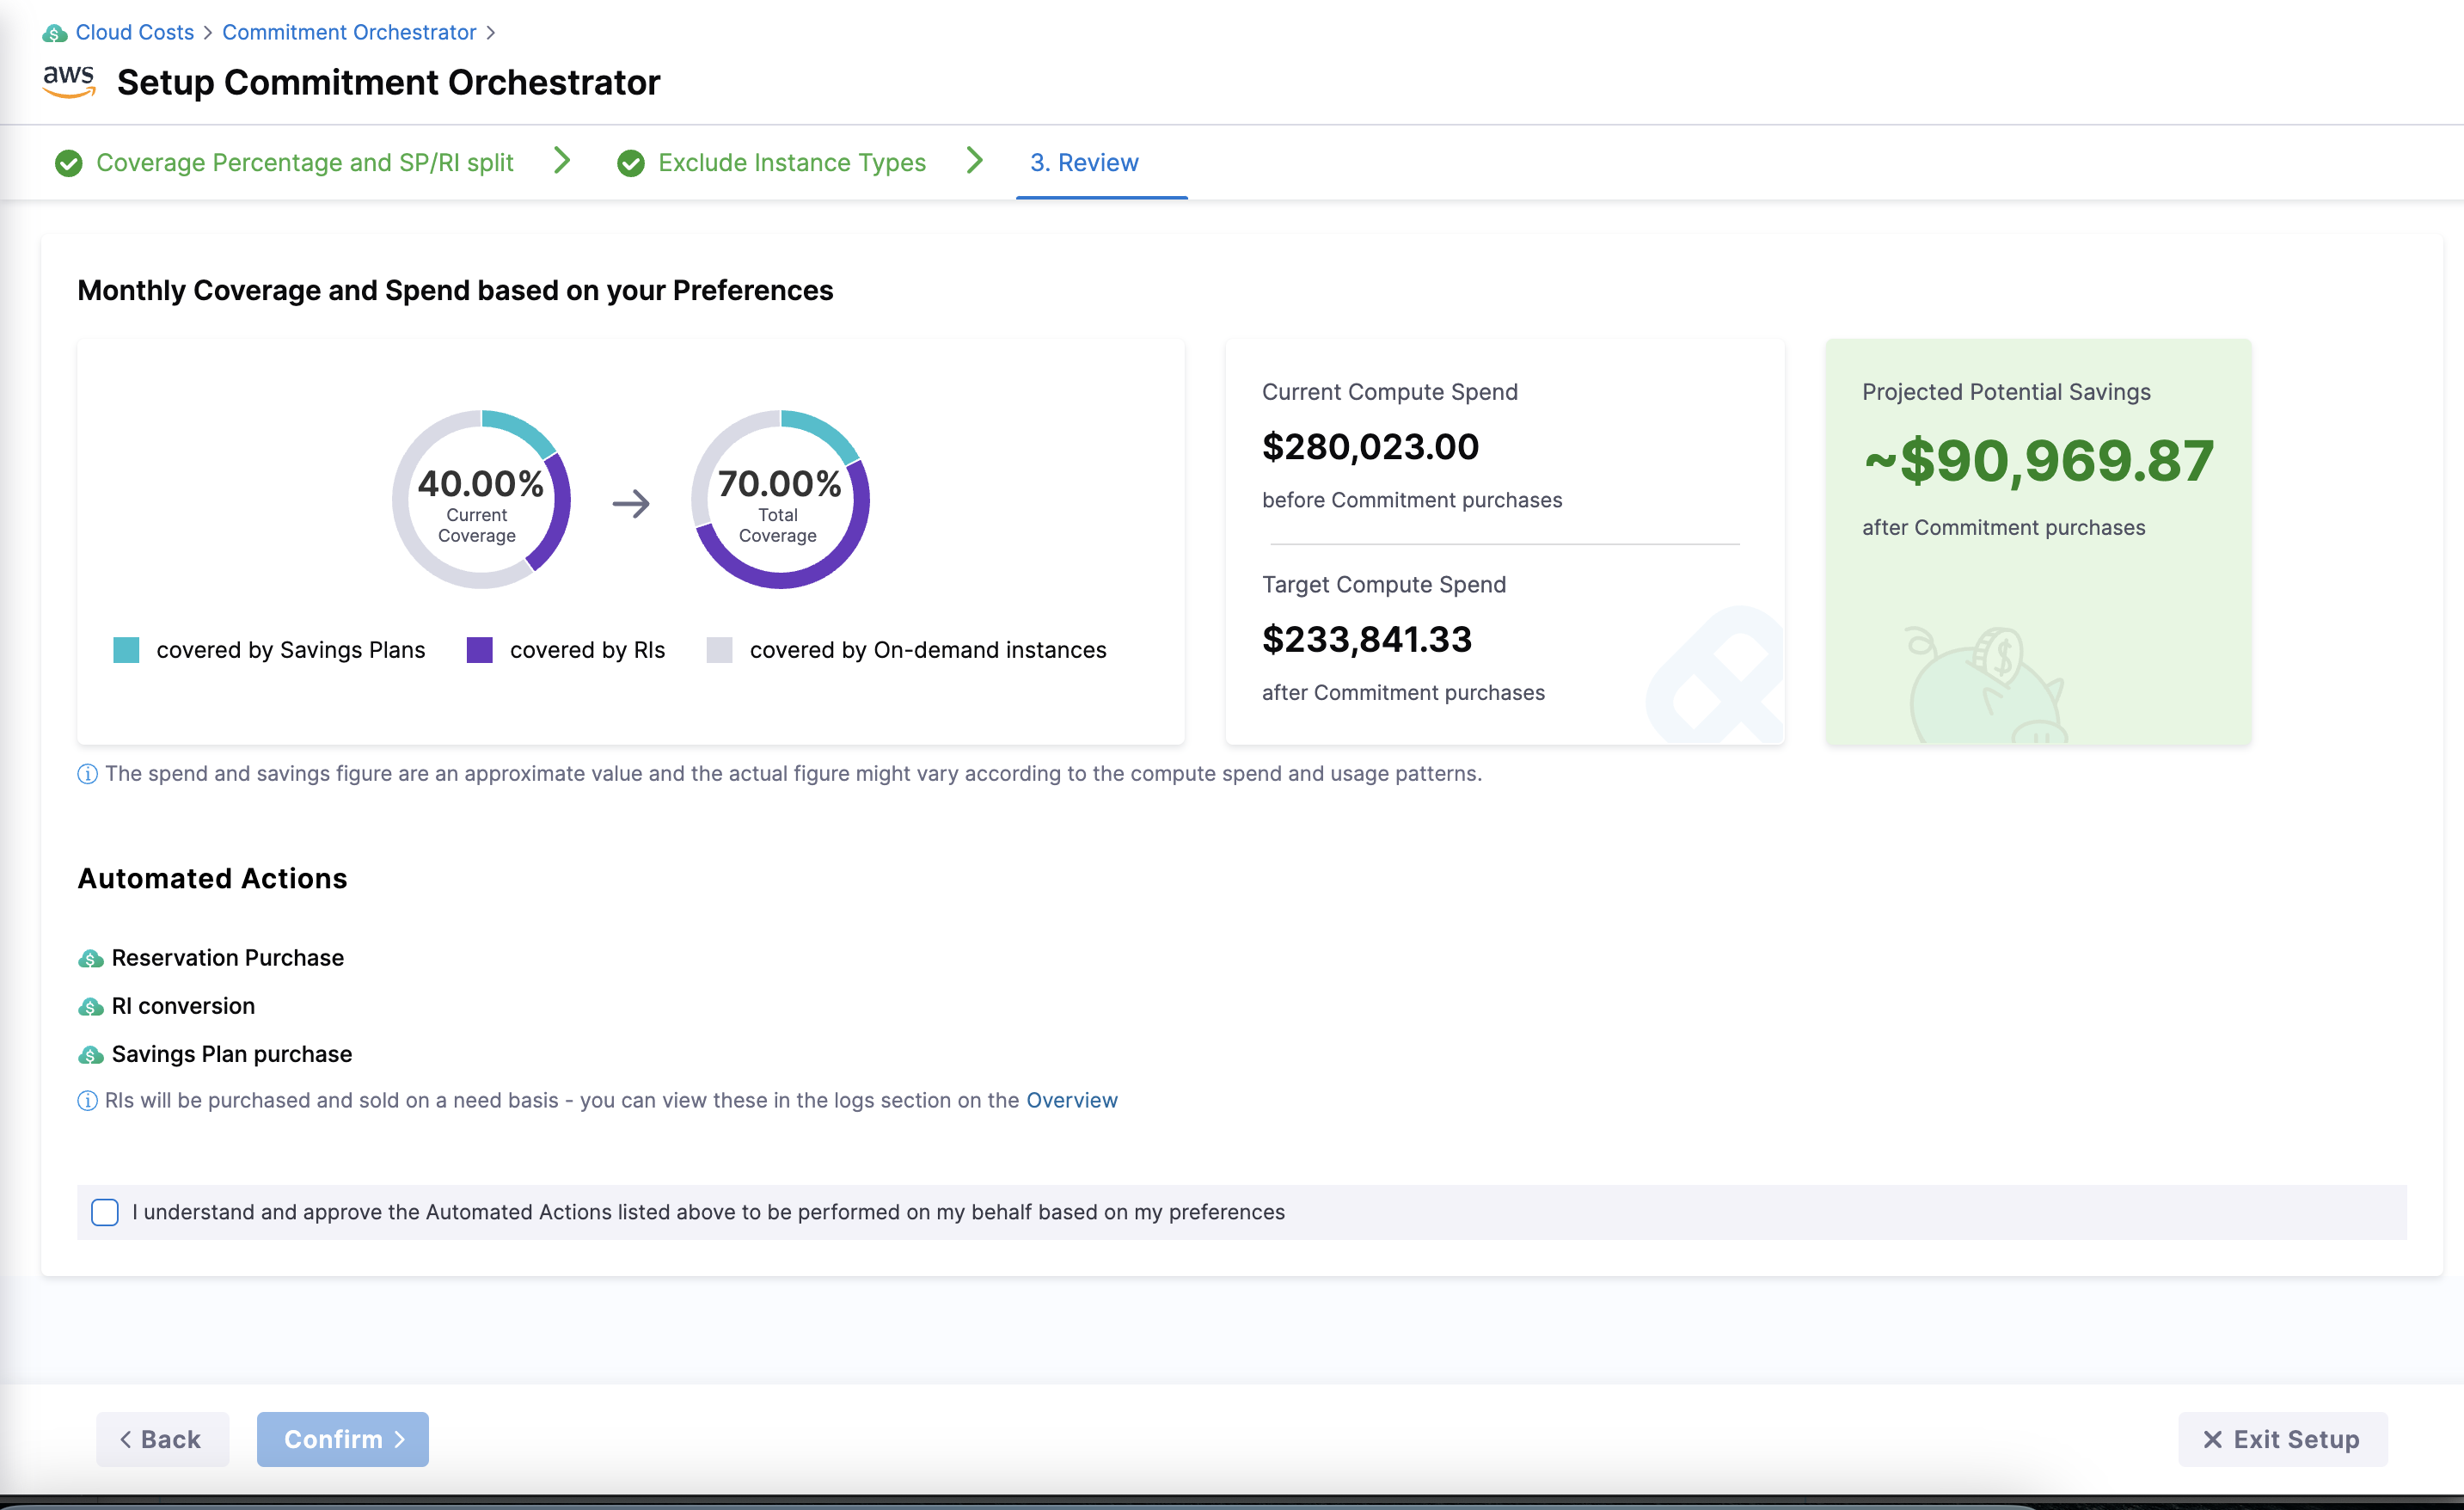 Cloud Costs > Commitment Orchestrator >
aws Setup Commitment Orchestrator
Coverage Percentage and SP/RI split > Exclude Instance Types > 3. Review
Monthly Coverage and Spend based on your Preferences
40.00%
Current
Coverage
70.00%
Total
Coverage
covered by Savings Plans covered by RIs covered by On-demand instances
Current Compute Spend
$280,023.00
before Commitment purchases
Target Compute Spend
$233,841.33
after Commitment purchases
Projected Potential Savings
~$90,969.87
after Commitment purchases
The spend and savings figure are an approximate value and the actual figure might vary according to the compute spend and usage patterns.
Automated Actions
Reservation Purchase
RI conversion
Savings Plan purchase
RIs will be purchased and sold on a need basis - you can view these in the logs section on the Overview
I understand and approve the Automated Actions listed above to be performed on my behalf based on my preferences
< Back Confirm > × Exit Setup